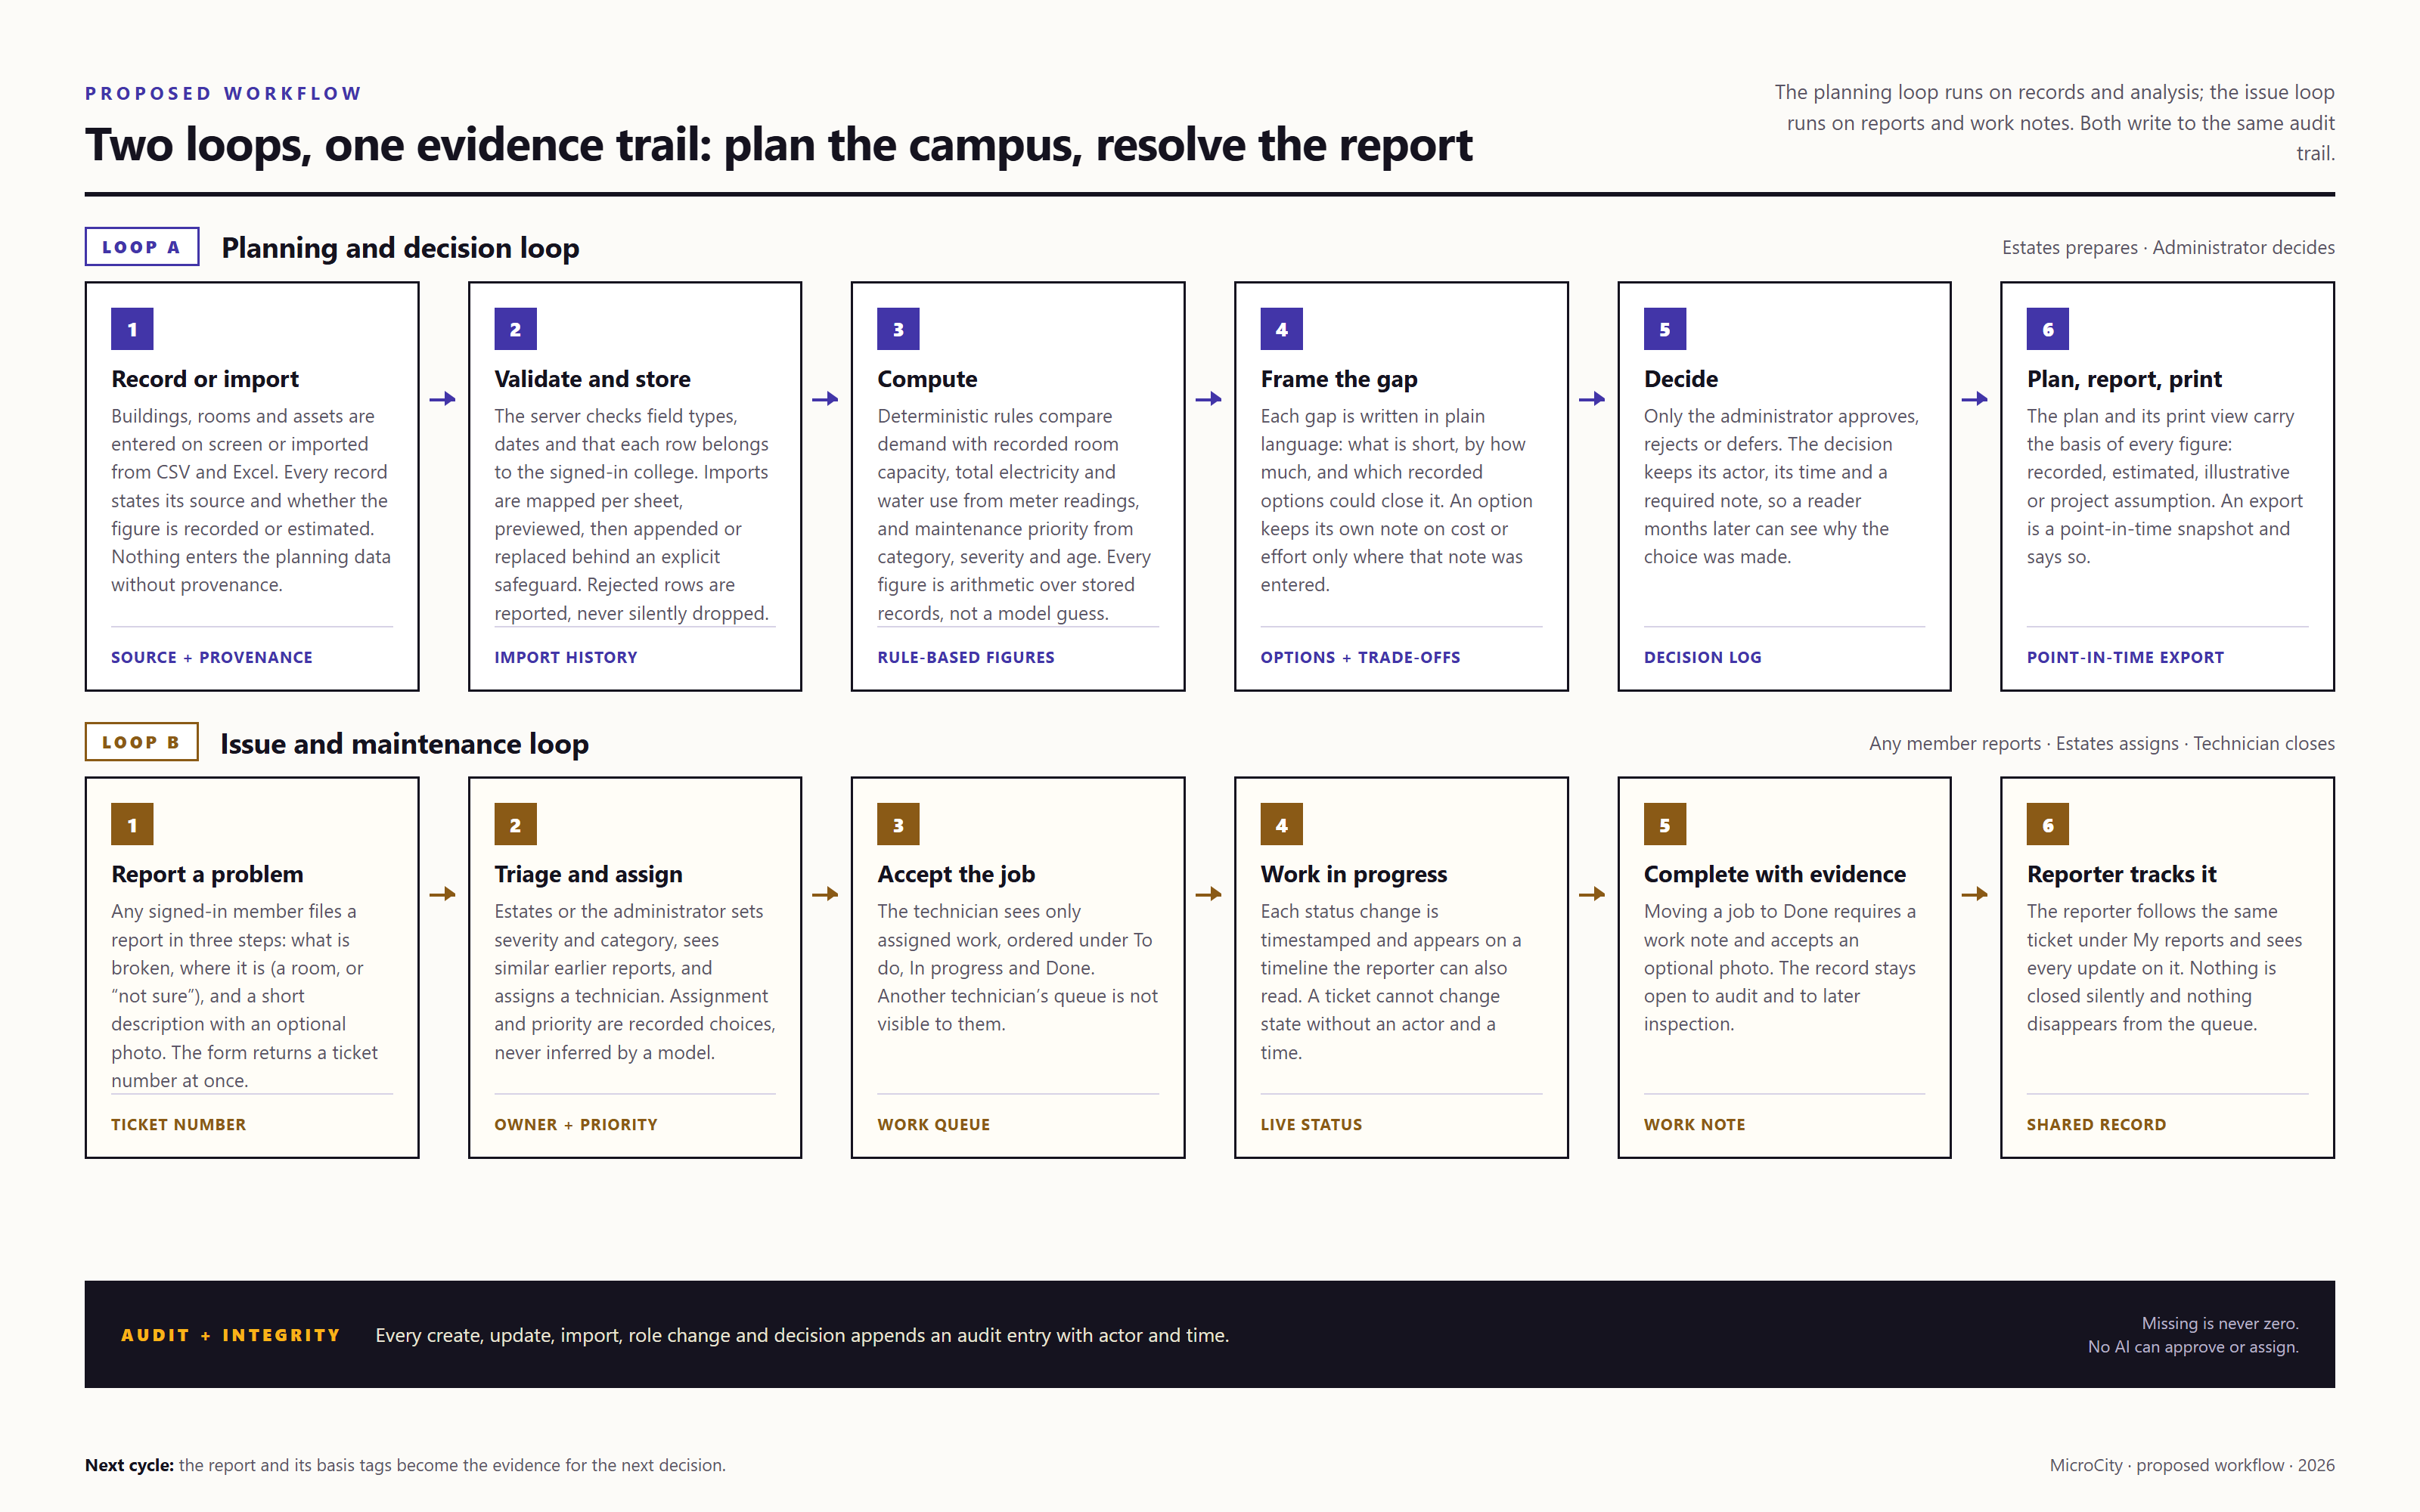 PROPOSED WORKFLOW
Two loops, one evidence trail: plan the campus, resolve the report
The planning loop runs on records and analysis; the issue loop
runs on reports and work notes. Both write to the same audit
trail.
LOOP A
Planning and decision loop
Estates prepares · Administrator decides
1
Record or import
Buildings, rooms and assets are
entered on screen or imported
from CSV and Excel. Every record
states its source and whether the
figure is recorded or estimated.
Nothing enters the planning data
without provenance.
SOURCE + PROVENANCE
2
Validate and store
The server checks field types,
dates and that each row belongs
to the signed-in college. Imports
are mapped per sheet,
previewed, then appended or
replaced behind an explicit
safeguard. Rejected rows are
reported, never silently dropped.
IMPORT HISTORY
3
Compute
Deterministic rules compare
demand with recorded room
capacity, total electricity and
water use from meter readings,
and maintenance priority from
category, severity and age. Every
figure is arithmetic over stored
records, not a model guess.
RULE-BASED FIGURES
4
Frame the gap
Each gap is written in plain
language: what is short, by how
much, and which recorded
options could close it. An option
keeps its own note on cost or
effort only where that note was
entered.
OPTIONS + TRADE-OFFS
5
Decide
Only the administrator approves,
rejects or defers. The decision
keeps its actor, its time and a
required note, so a reader
months later can see why the
choice was made.
DECISION LOG
6
Plan, report, print
The plan and its print view carry
the basis of every figure:
recorded, estimated, illustrative
or project assumption. An export
is a point-in-time snapshot and
says so.
POINT-IN-TIME EXPORT
LOOP B
Issue and maintenance loop
Any member reports · Estates assigns · Technician closes
1
Report a problem
Any signed-in member files a
report in three steps: what is
broken, where it is (a room, or
“not sure”), and a short
description with an optional
photo. The form returns a ticket
number at once.
TICKET NUMBER
2
Triage and assign
Estates or the administrator sets
severity and category, sees
similar earlier reports, and
assigns a technician. Assignment
and priority are recorded choices,
never inferred by a model.
OWNER + PRIORITY
3
Accept the job
The technician sees only
assigned work, ordered under To
do, In progress and Done.
Another technician’s queue is not
visible to them.
WORK QUEUE
4
Work in progress
Each status change is
timestamped and appears on a
timeline the reporter can also
read. A ticket cannot change
state without an actor and a
time.
LIVE STATUS
5
Complete with evidence
Moving a job to Done requires a
work note and accepts an
optional photo. The record stays
open to audit and to later
inspection.
WORK NOTE
6
Reporter tracks it
The reporter follows the same
ticket under My reports and sees
every update on it. Nothing is
closed silently and nothing
disappears from the queue.
SHARED RECORD
AUDIT + INTEGRITY
Every create, update, import, role change and decision appends an audit entry with actor and time.
Missing is never zero.
No AI can approve or assign.
Next cycle: the report and its basis tags become the evidence for the next decision.
MicroCity · proposed workflow · 2026